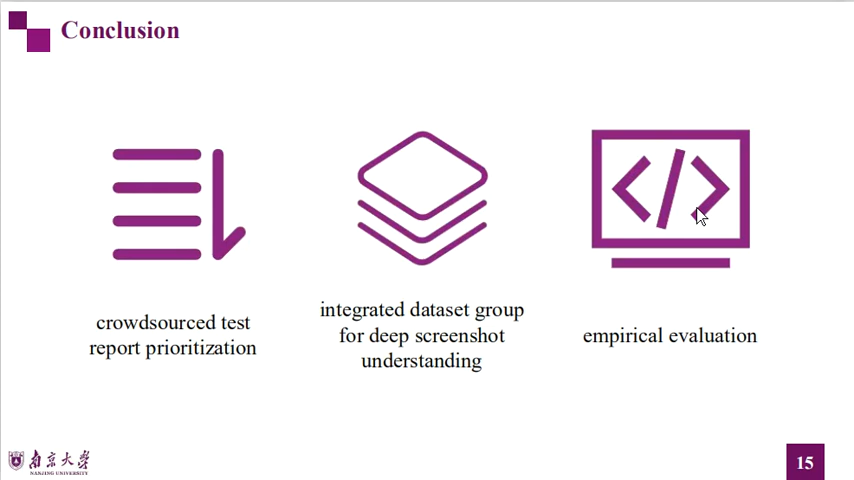 Conclusion
</>
crowdsourced test
report prioritization
integrated dataset group
for deep screenshot
understanding
empirical evaluation
南京大学
NANJING UNIVERSITY
15